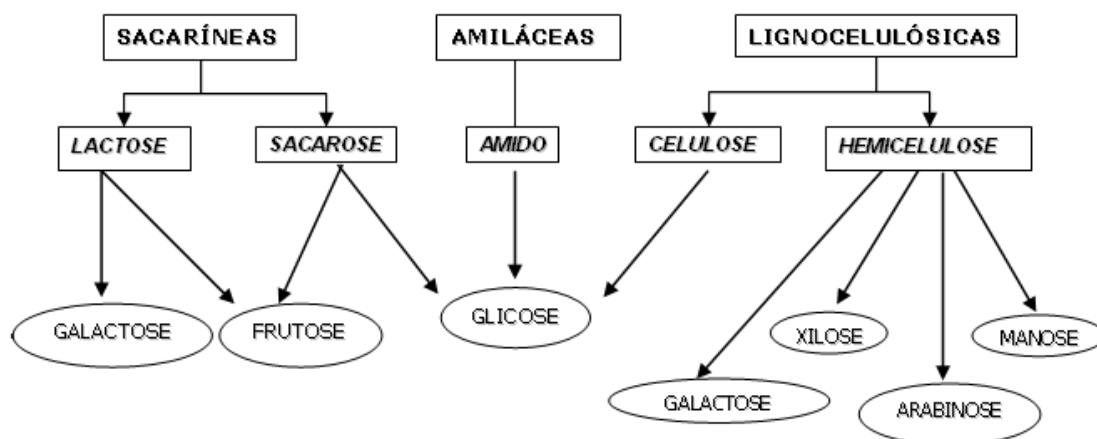 SACARÍNEAS
AMILÁCEAS
LIGNOCELULÓSICAS
LACTOSE
SACAROSE
AMIDO
CELULOSE
HEMICELULOSE
GALACTOSE
FRUTOSE
GLICOSE
XILOSE
MANOSE
GALACTOSE
ARABINOSE